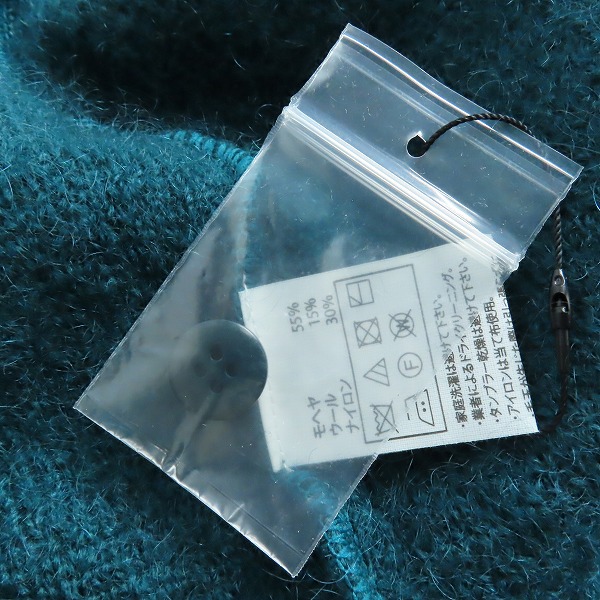 モヘヤ 55%
ウール 15%
ナイロン 30%
F
・家庭洗濯は避けて下さい。
・業者によるドライクリーニング。
・タンブラー乾燥は避けて下さい。
・アイロンは当て布使用。